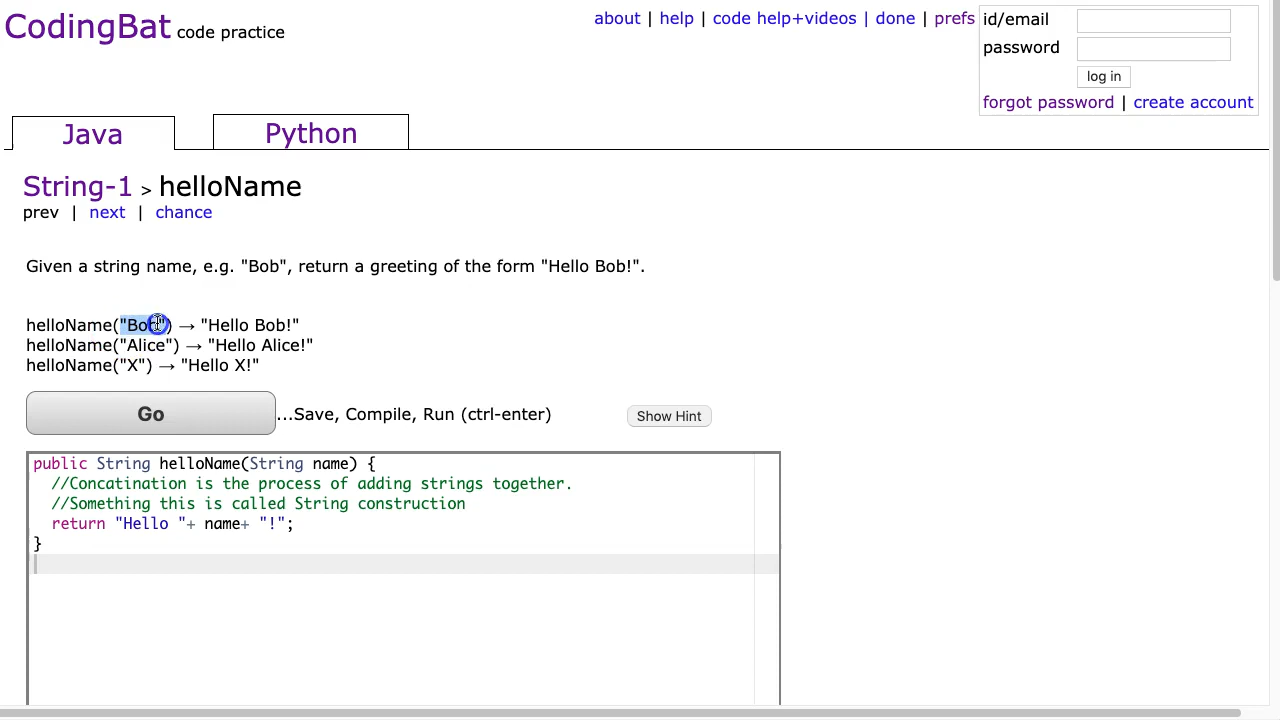 CodingBat code practice
about | help | code help+videos | done | prefs
id/email
password
log in
forgot password | create account
Java
Python
String-1 > helloName
prev | next | chance
Given a string name, e.g. "Bob", return a greeting of the form "Hello Bob!".
helloName("Bob") → "Hello Bob!"
helloName("Alice") → "Hello Alice!"
helloName("X") → "Hello X!"
Go ...Save, Compile, Run (ctrl-enter) Show Hint
public String helloName(String name) {
//Concatination is the process of adding strings together.
//Something this is called String construction
return "Hello "+ name+ "!";
}